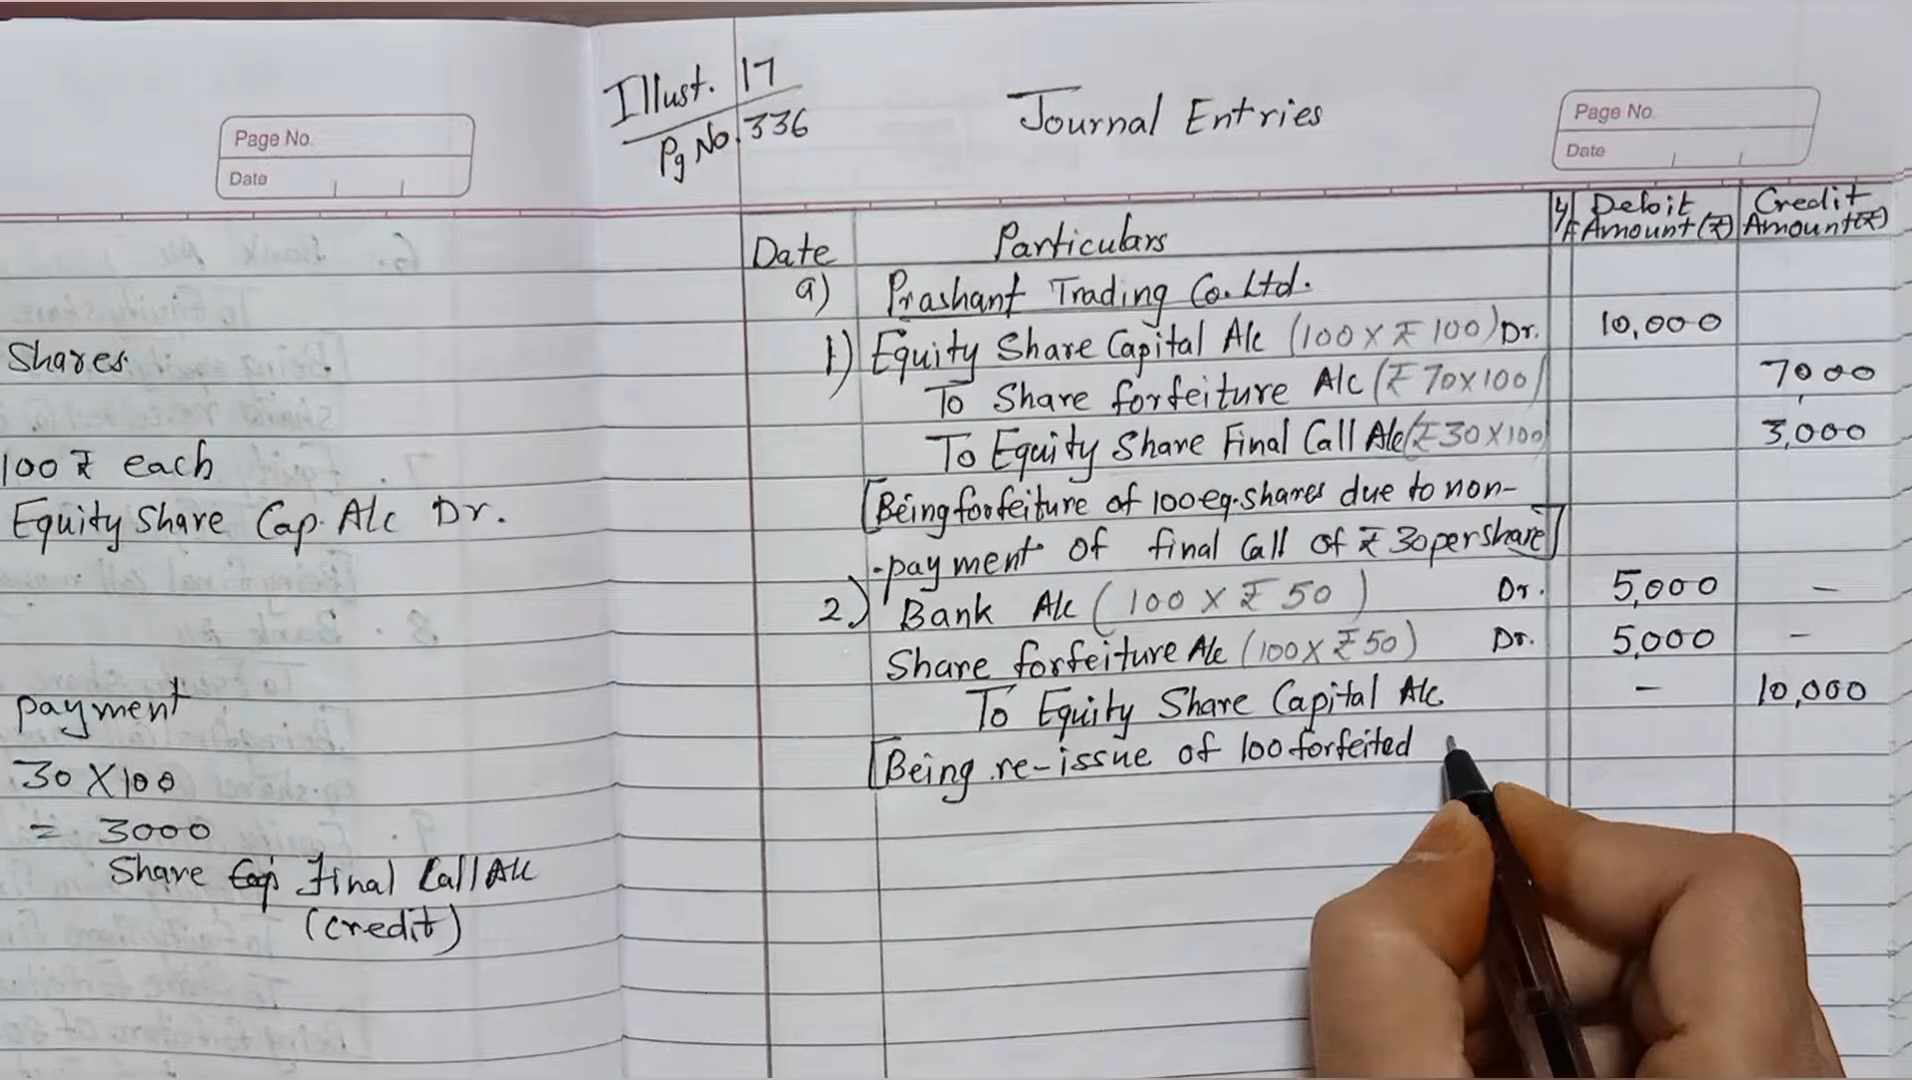 Page No.
Date
Shares.
100 ₹ each
Equity Share Cap. A/c Dr.
payment
30 X 100
= 3000
Share Final Call A/c
(credit)
Illust. 17
Pg No. 336
Journal Entries
Page No.
Date
Date Particulars L/F Debit Amount (₹) Credit Amount (₹)
a) Prashant Trading Co. Ltd.
1) Equity Share Capital A/c (100 X ₹ 100) Dr. 10,000
To Share forfeiture A/c (₹ 70 X 100) 7,000
To Equity Share Final Call A/c (₹ 30 X 100) 3,000
[Being forfeiture of 100 eq. shares due to non-
-payment of final Call of ₹ 30 per share]
2.) Bank A/c (100 X ₹ 50) Dr. 5,000 –
Share forfeiture A/c (100 X ₹ 50) Dr. 5,000 –
To Equity Share Capital A/c – 10,000
[Being re-issue of 100 forfeited